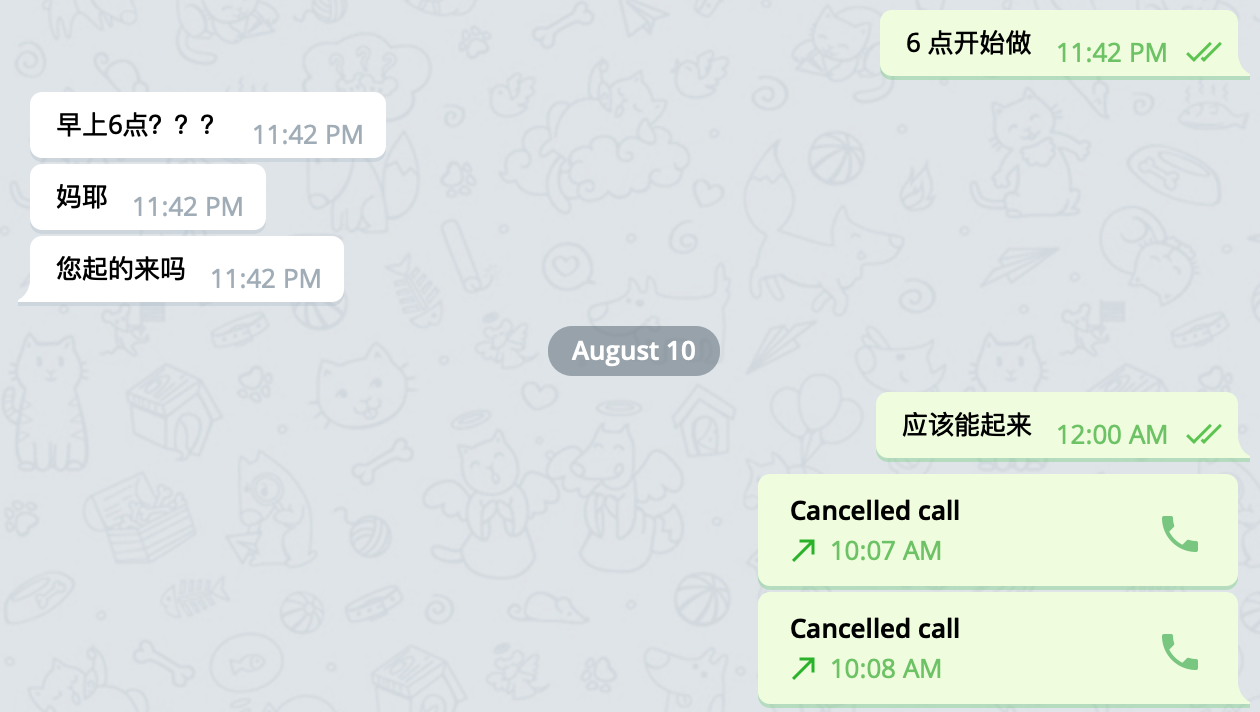 6 点开始做 11:42 PM
早上6点？？？ 11:42 PM
妈耶 11:42 PM
您起的来吗 11:42 PM
August 10
应该能起来 12:00 AM
Cancelled call
10:07 AM
Cancelled call
10:08 AM